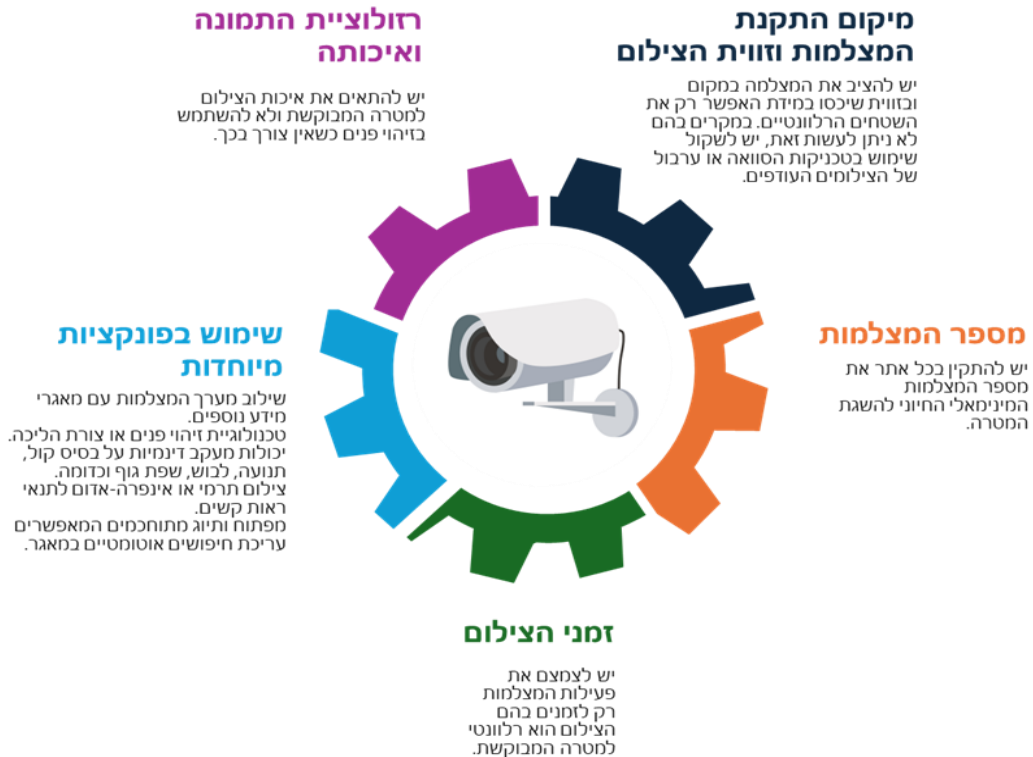 מיקום התקנת
המצלמות וזווית הצילום
יש להציב את המצלמה במקום
ובזווית שיכסו במידת האפשר רק את
השטחים הרלוונטיים. במקרים בהם
לא ניתן לעשות זאת, יש לשקול
שימוש בטכניקות הסוואה או ערבול
של הצילומים העודפים.
מספר המצלמות
יש להתקין בכל אתר את
מספר המצלמות
המינימאלי החיוני להשגת
המטרה.
זמני הצילום
יש לצמצם את
פעילות המצלמות
רק לזמנים בהם
הצילום הוא רלוונטי
למטרה המבוקשת.
שימוש בפונקציות
מיוחדות
שילוב מערך המצלמות עם מאגרי
מידע נוספים.
טכנולוגיית זיהוי פנים או צורת הליכה.
יכולות מעקב דינמיות על בסיס קול,
תנועה, לבוש, שפת גוף וכדומה.
צילום תרמי או אינפרה-אדום לתנאי
ראות קשים.
מפתוח ותיוג מתוחכמים המאפשרים
עריכת חיפושים אוטומטיים במאגר.
רזולוציית התמונה
ואיכותה
יש להתאים את איכות הצילום
למטרה המבוקשת ולא להשתמש
בזיהוי פנים כשאין צורך בכך.